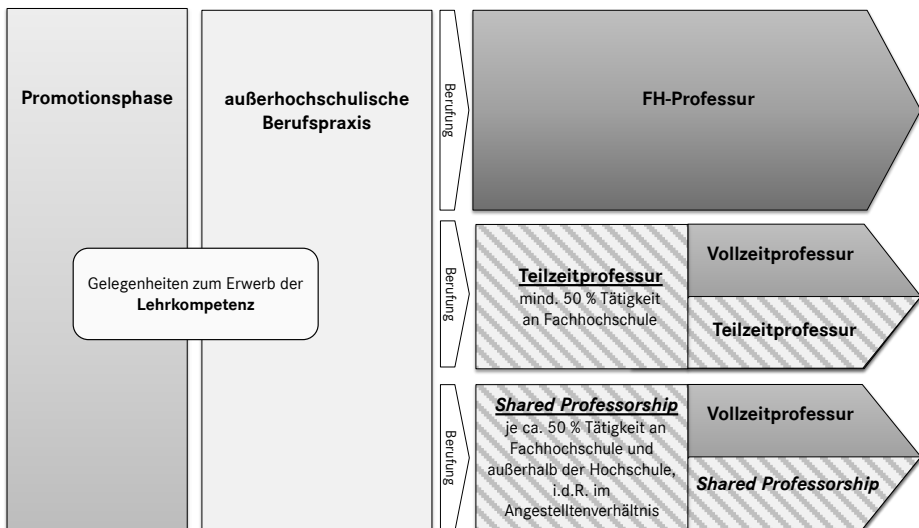 Promotionsphase
außerhochschulische
Berufspraxis
Gelegenheiten zum Erwerb der
Lehrkompetenz
Berufung
FH-Professur
Berufung
Teilzeitprofessur
mind. 50 % Tätigkeit
an Fachhochschule
Vollzeitprofessur
Teilzeitprofessur
Berufung
Shared Professorship
je ca. 50 % Tätigkeit an
Fachhochschule und
außerhalb der Hochschule,
i.d.R. im
Angestelltenverhältnis
Vollzeitprofessur
Shared Professorship